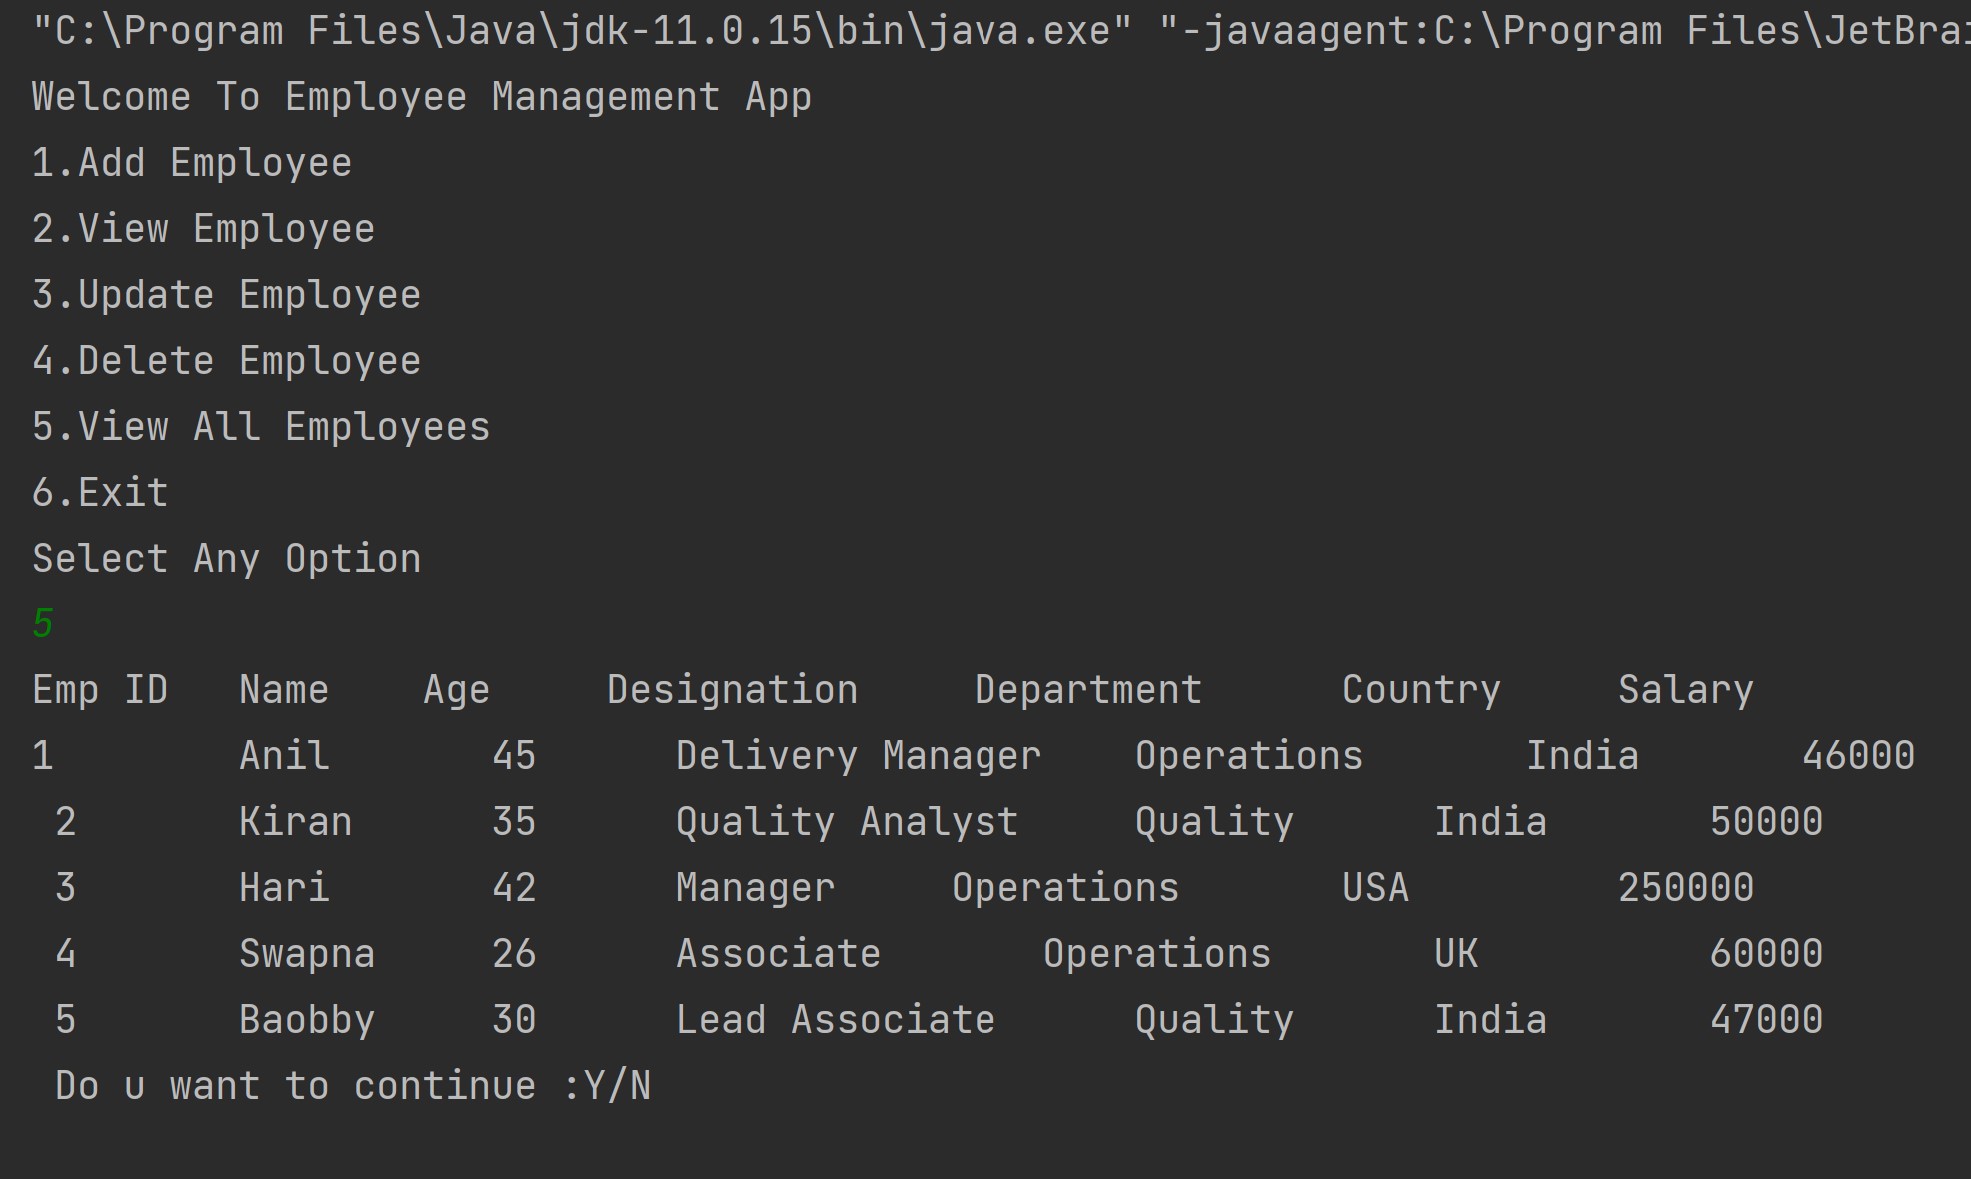 "C:\Program Files\Java\jdk-11.0.15\bin\java.exe" "-javaagent:C:\Program Files\JetBrai
Welcome To Employee Management App
1.Add Employee
2.View Employee
3.Update Employee
4.Delete Employee
5.View All Employees
6.Exit
Select Any Option
5
Emp ID   Name    Age     Designation     Department      Country     Salary
1        Anil       45      Delivery Manager    Operations       India       46000
 2       Kiran      35      Quality Analyst     Quality      India       50000
 3       Hari       42      Manager     Operations       USA         250000
 4       Swapna     26      Associate       Operations       UK          60000
 5       Baobby     30      Lead Associate      Quality      India       47000
 Do u want to continue :Y/N